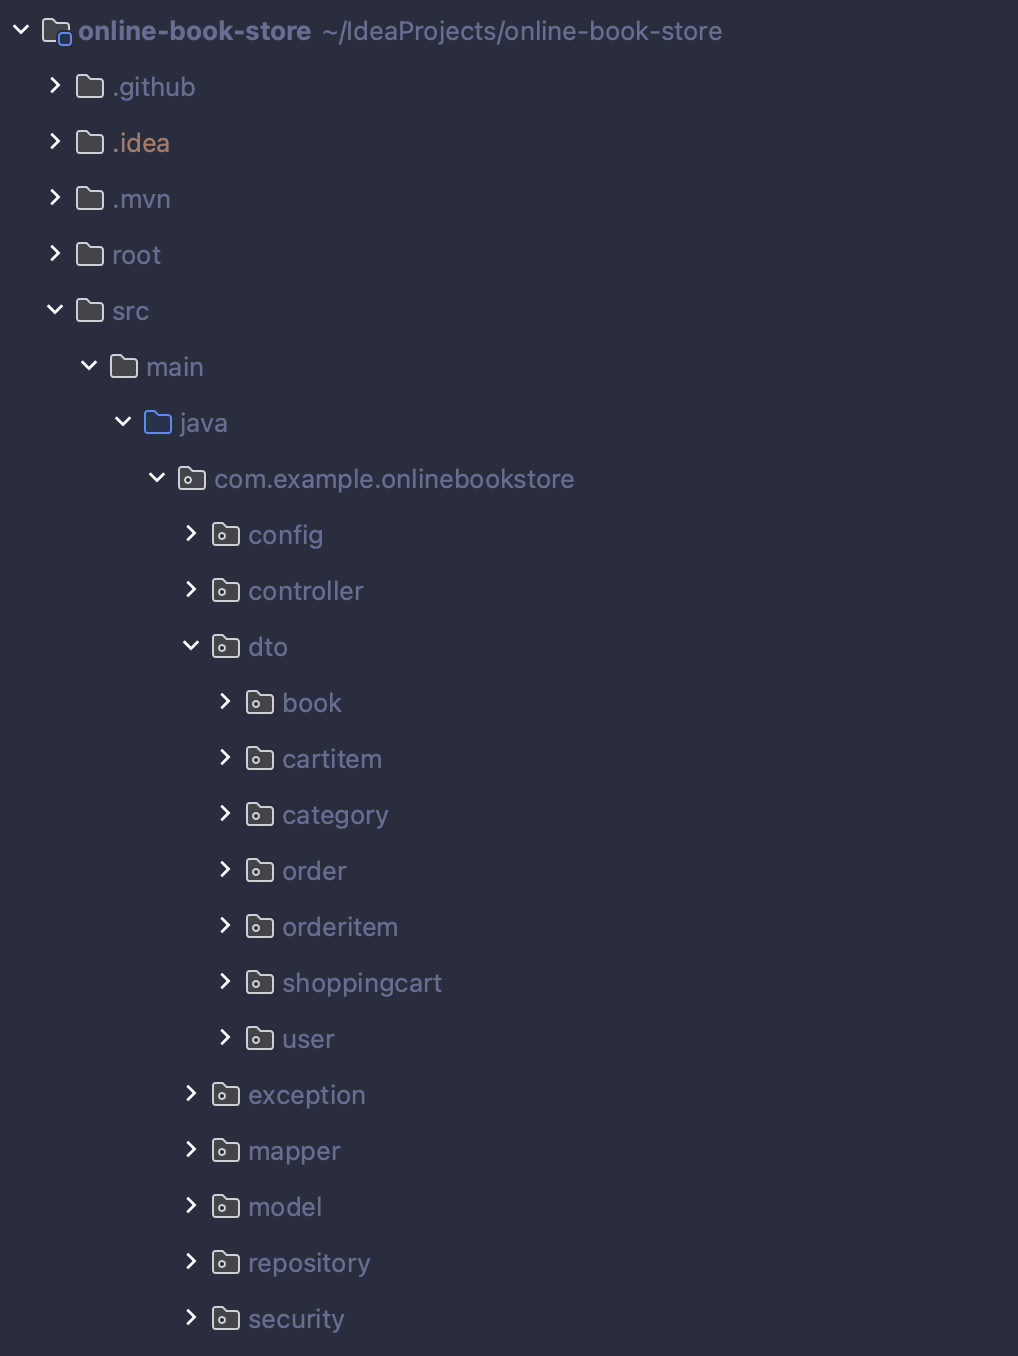 online-book-store ~/IdeaProjects/online-book-store
.github
.idea
.mvn
root
src
main
java
com.example.onlinebookstore
config
controller
dto
book
cartitem
category
order
orderitem
shoppingcart
user
exception
mapper
model
repository
security